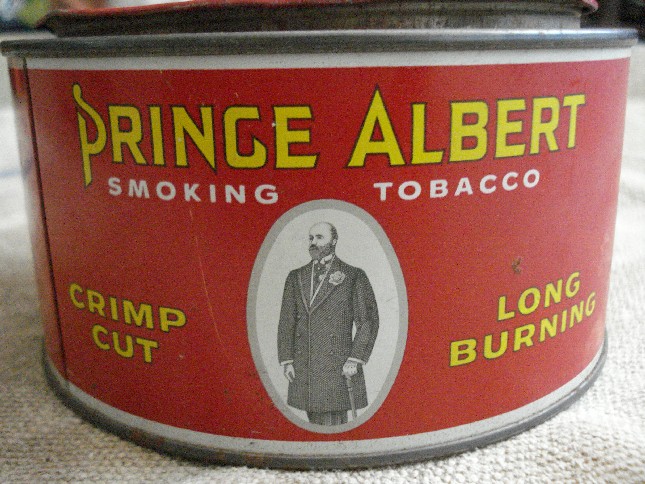 PRINCE ALBERT
SMOKING TOBACCO
CRIMP
CUT
LONG
BURNING